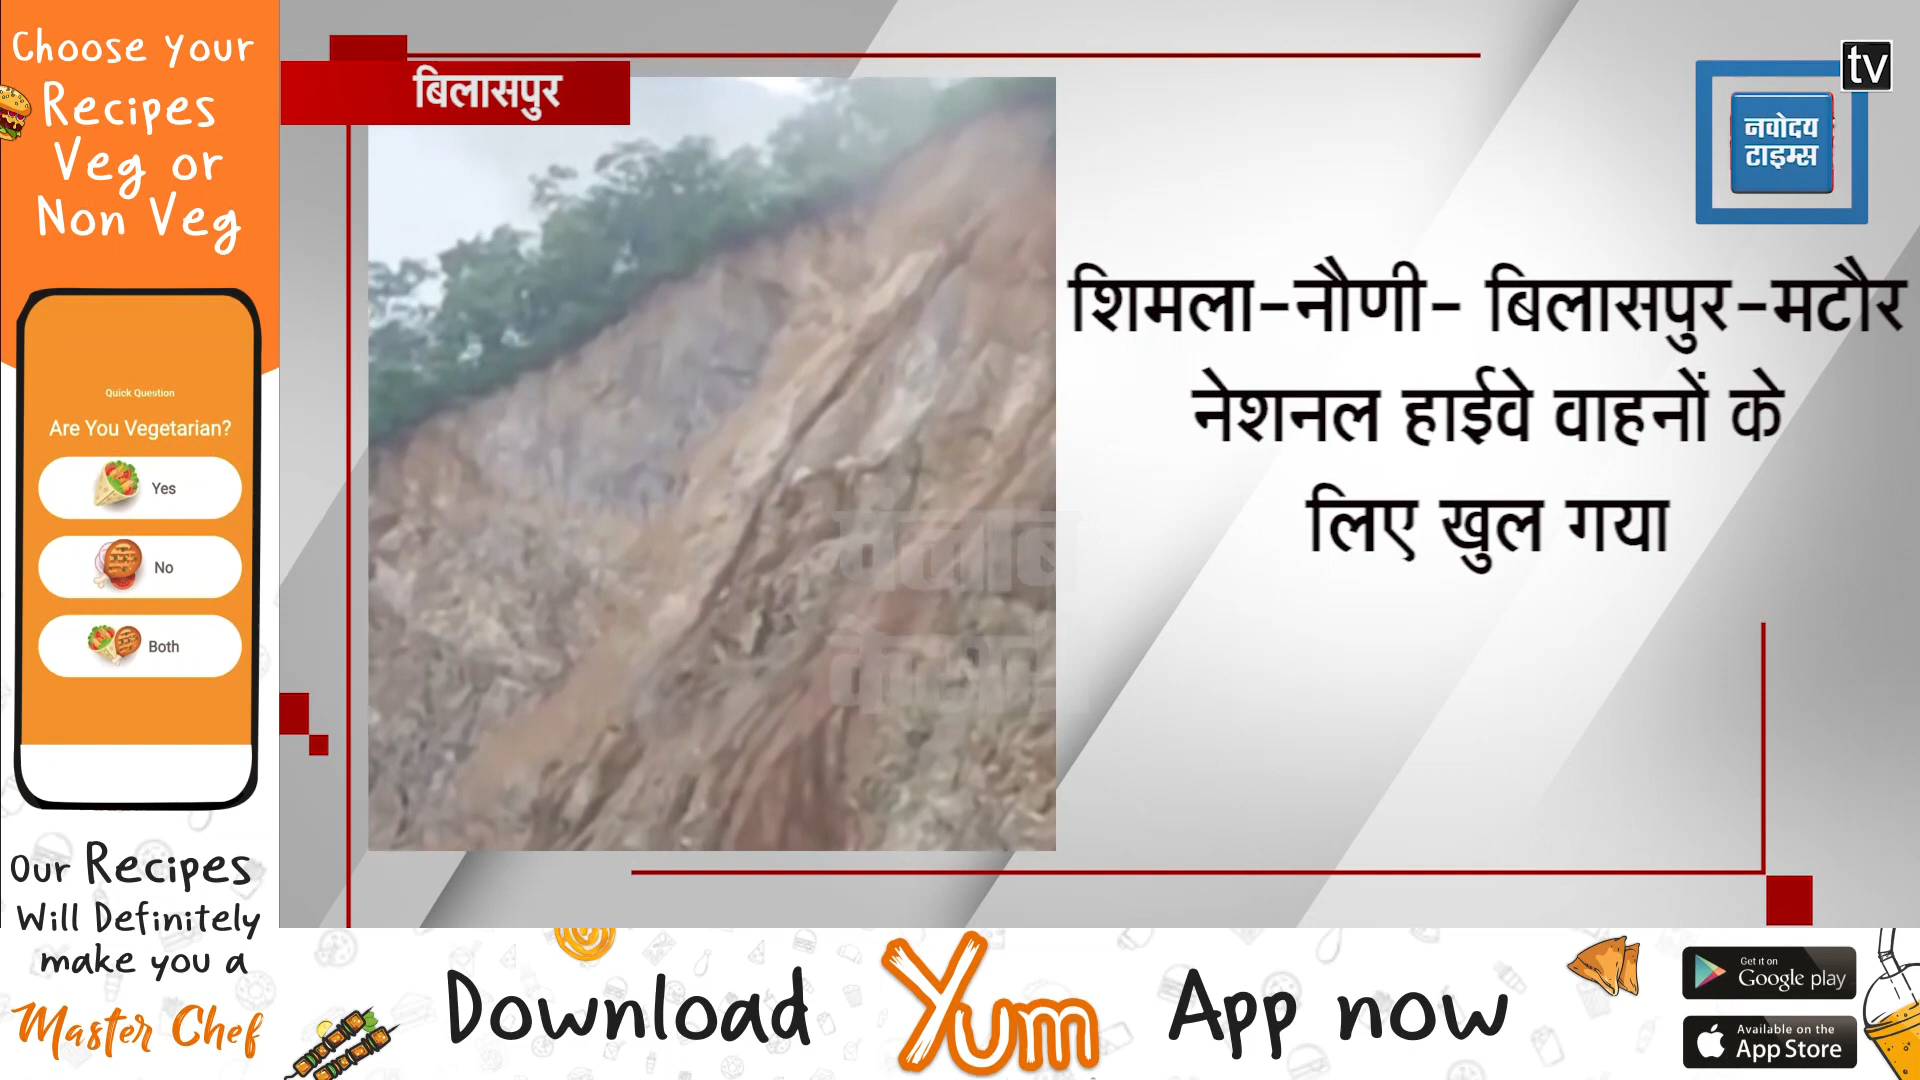 Choose Your
Recipes
Veg or
Non Veg
Quick Question
Are You Vegetarian?
Yes
No
Both
Our Recipes
Will Definitely
make you a
Master Chef
बिलासपुर
tv
नवोदय
टाइम्स
शिमला-नौणी- बिलासपुर-मटौर
नेशनल हाईवे वाहनों के
लिए खुल गया
Download Yum App now
Get it on
Google play
Available on the
App Store